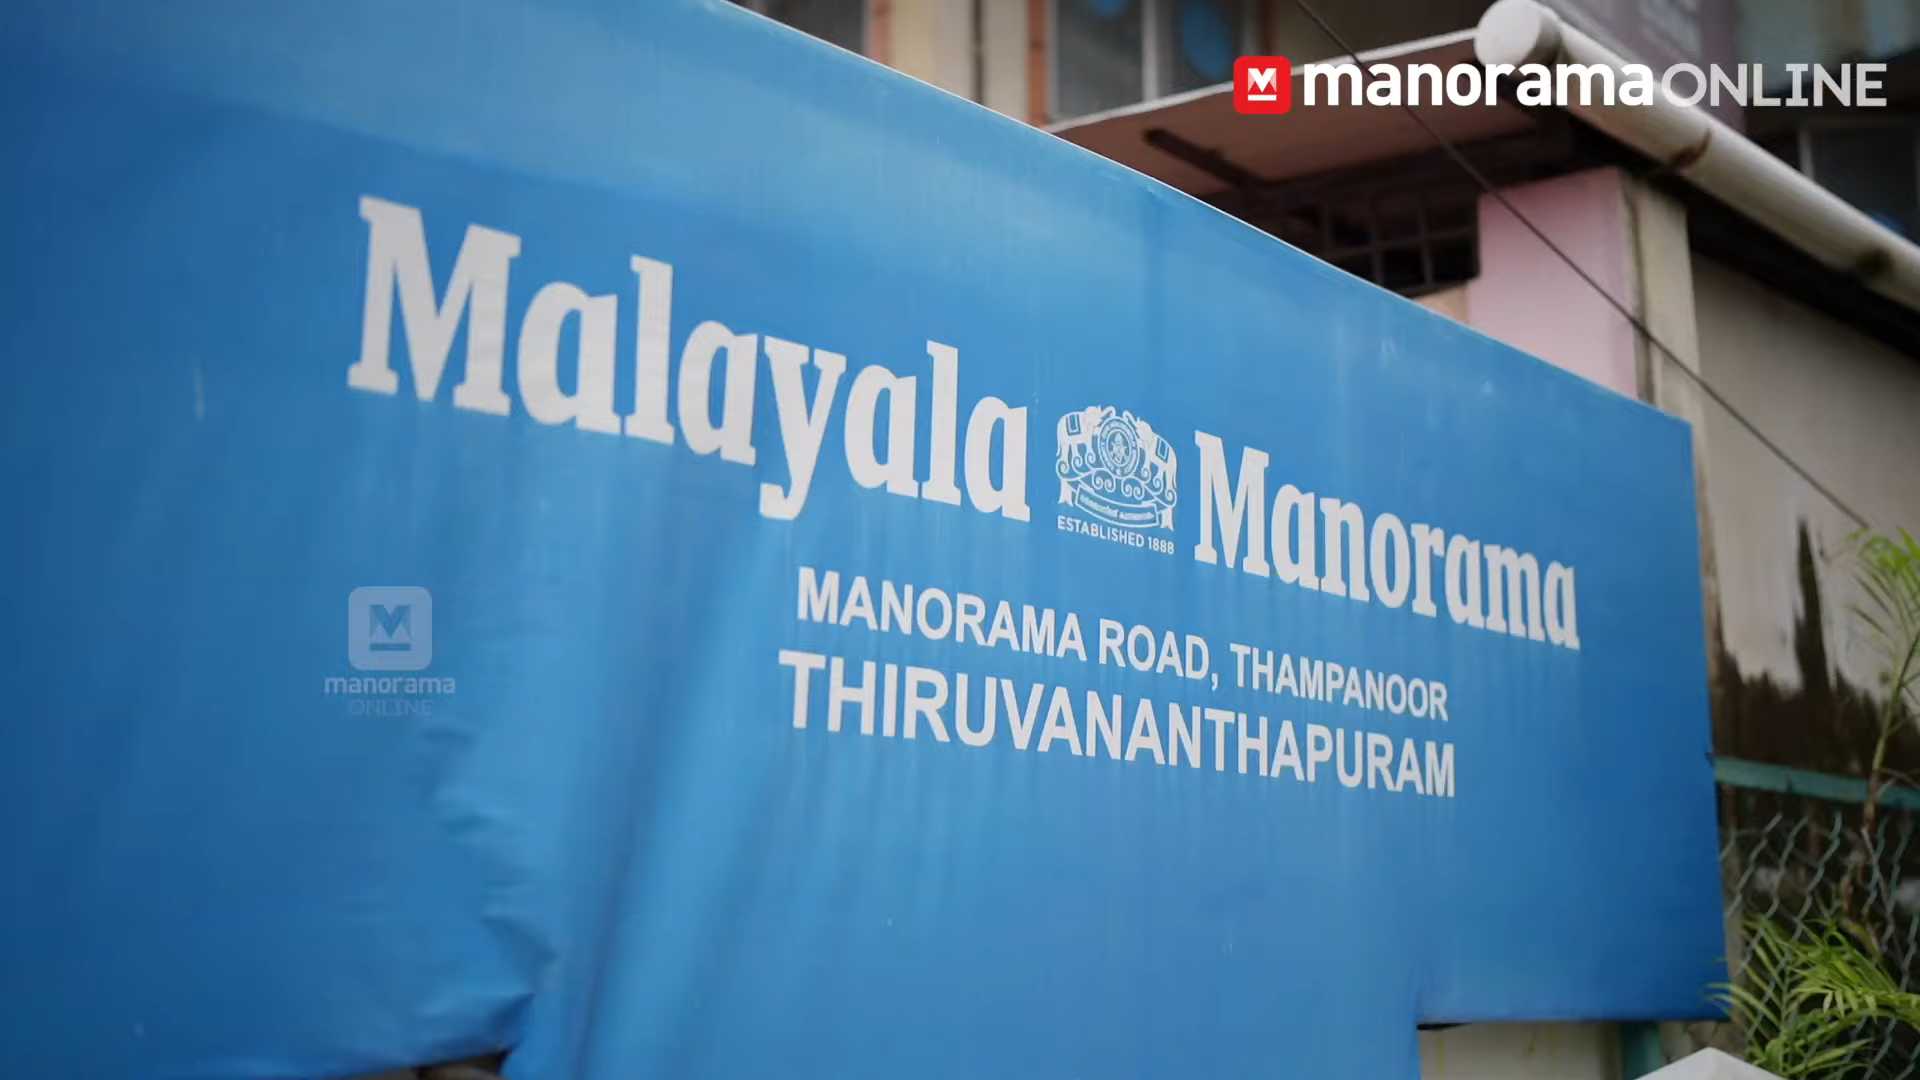 manoramaONLINE
Malayala Manorama
ESTABLISHED 1888
MANORAMA ROAD, THAMPANOOR
THIRUVANANTHAPURAM
manorama
ONLINE